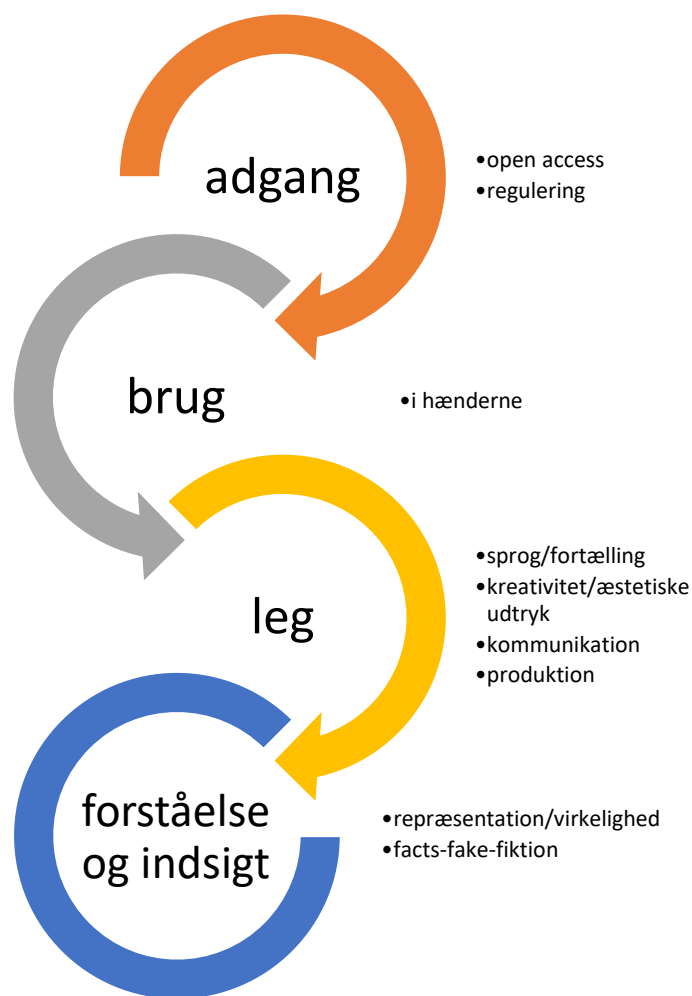 adgang
•open access
•regulering
brug
•i hænderne
leg
•sprog/fortælling
•kreativitet/æstetiske
udtryk
•kommunikation
•produktion
forståelse
og indsigt
•repræsentation/virkelighed
•facts-fake-fiktion